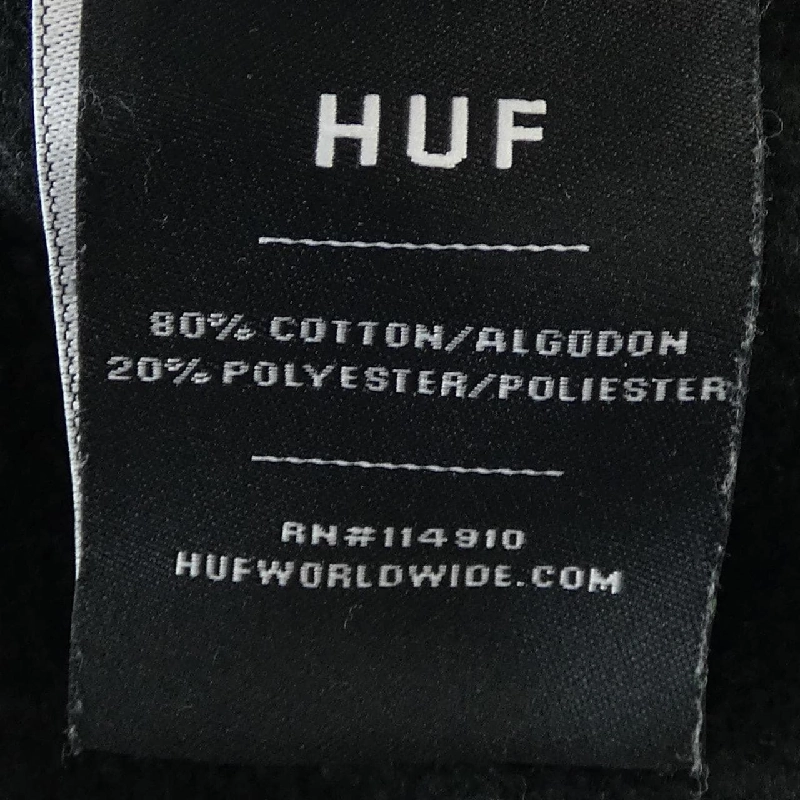 HUF
80% COTTON/ALGODON
20% POLYESTER/POLIESTER
RN#114910
HUFWORLDWIDE.COM